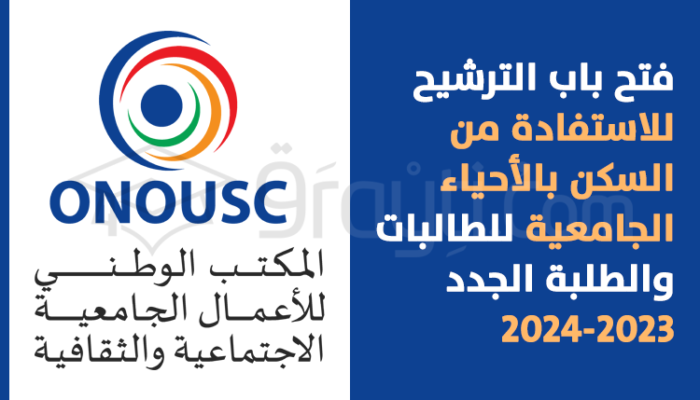 فتح باب الترشيح
للاستفادة من
السكن بالأحياء
الجامعية للطالبات
والطلبة الجدد
2024-2023
ONOUSC
المكتب الوطني
للأعمال الجامعية
الاجتماعية والثقافية